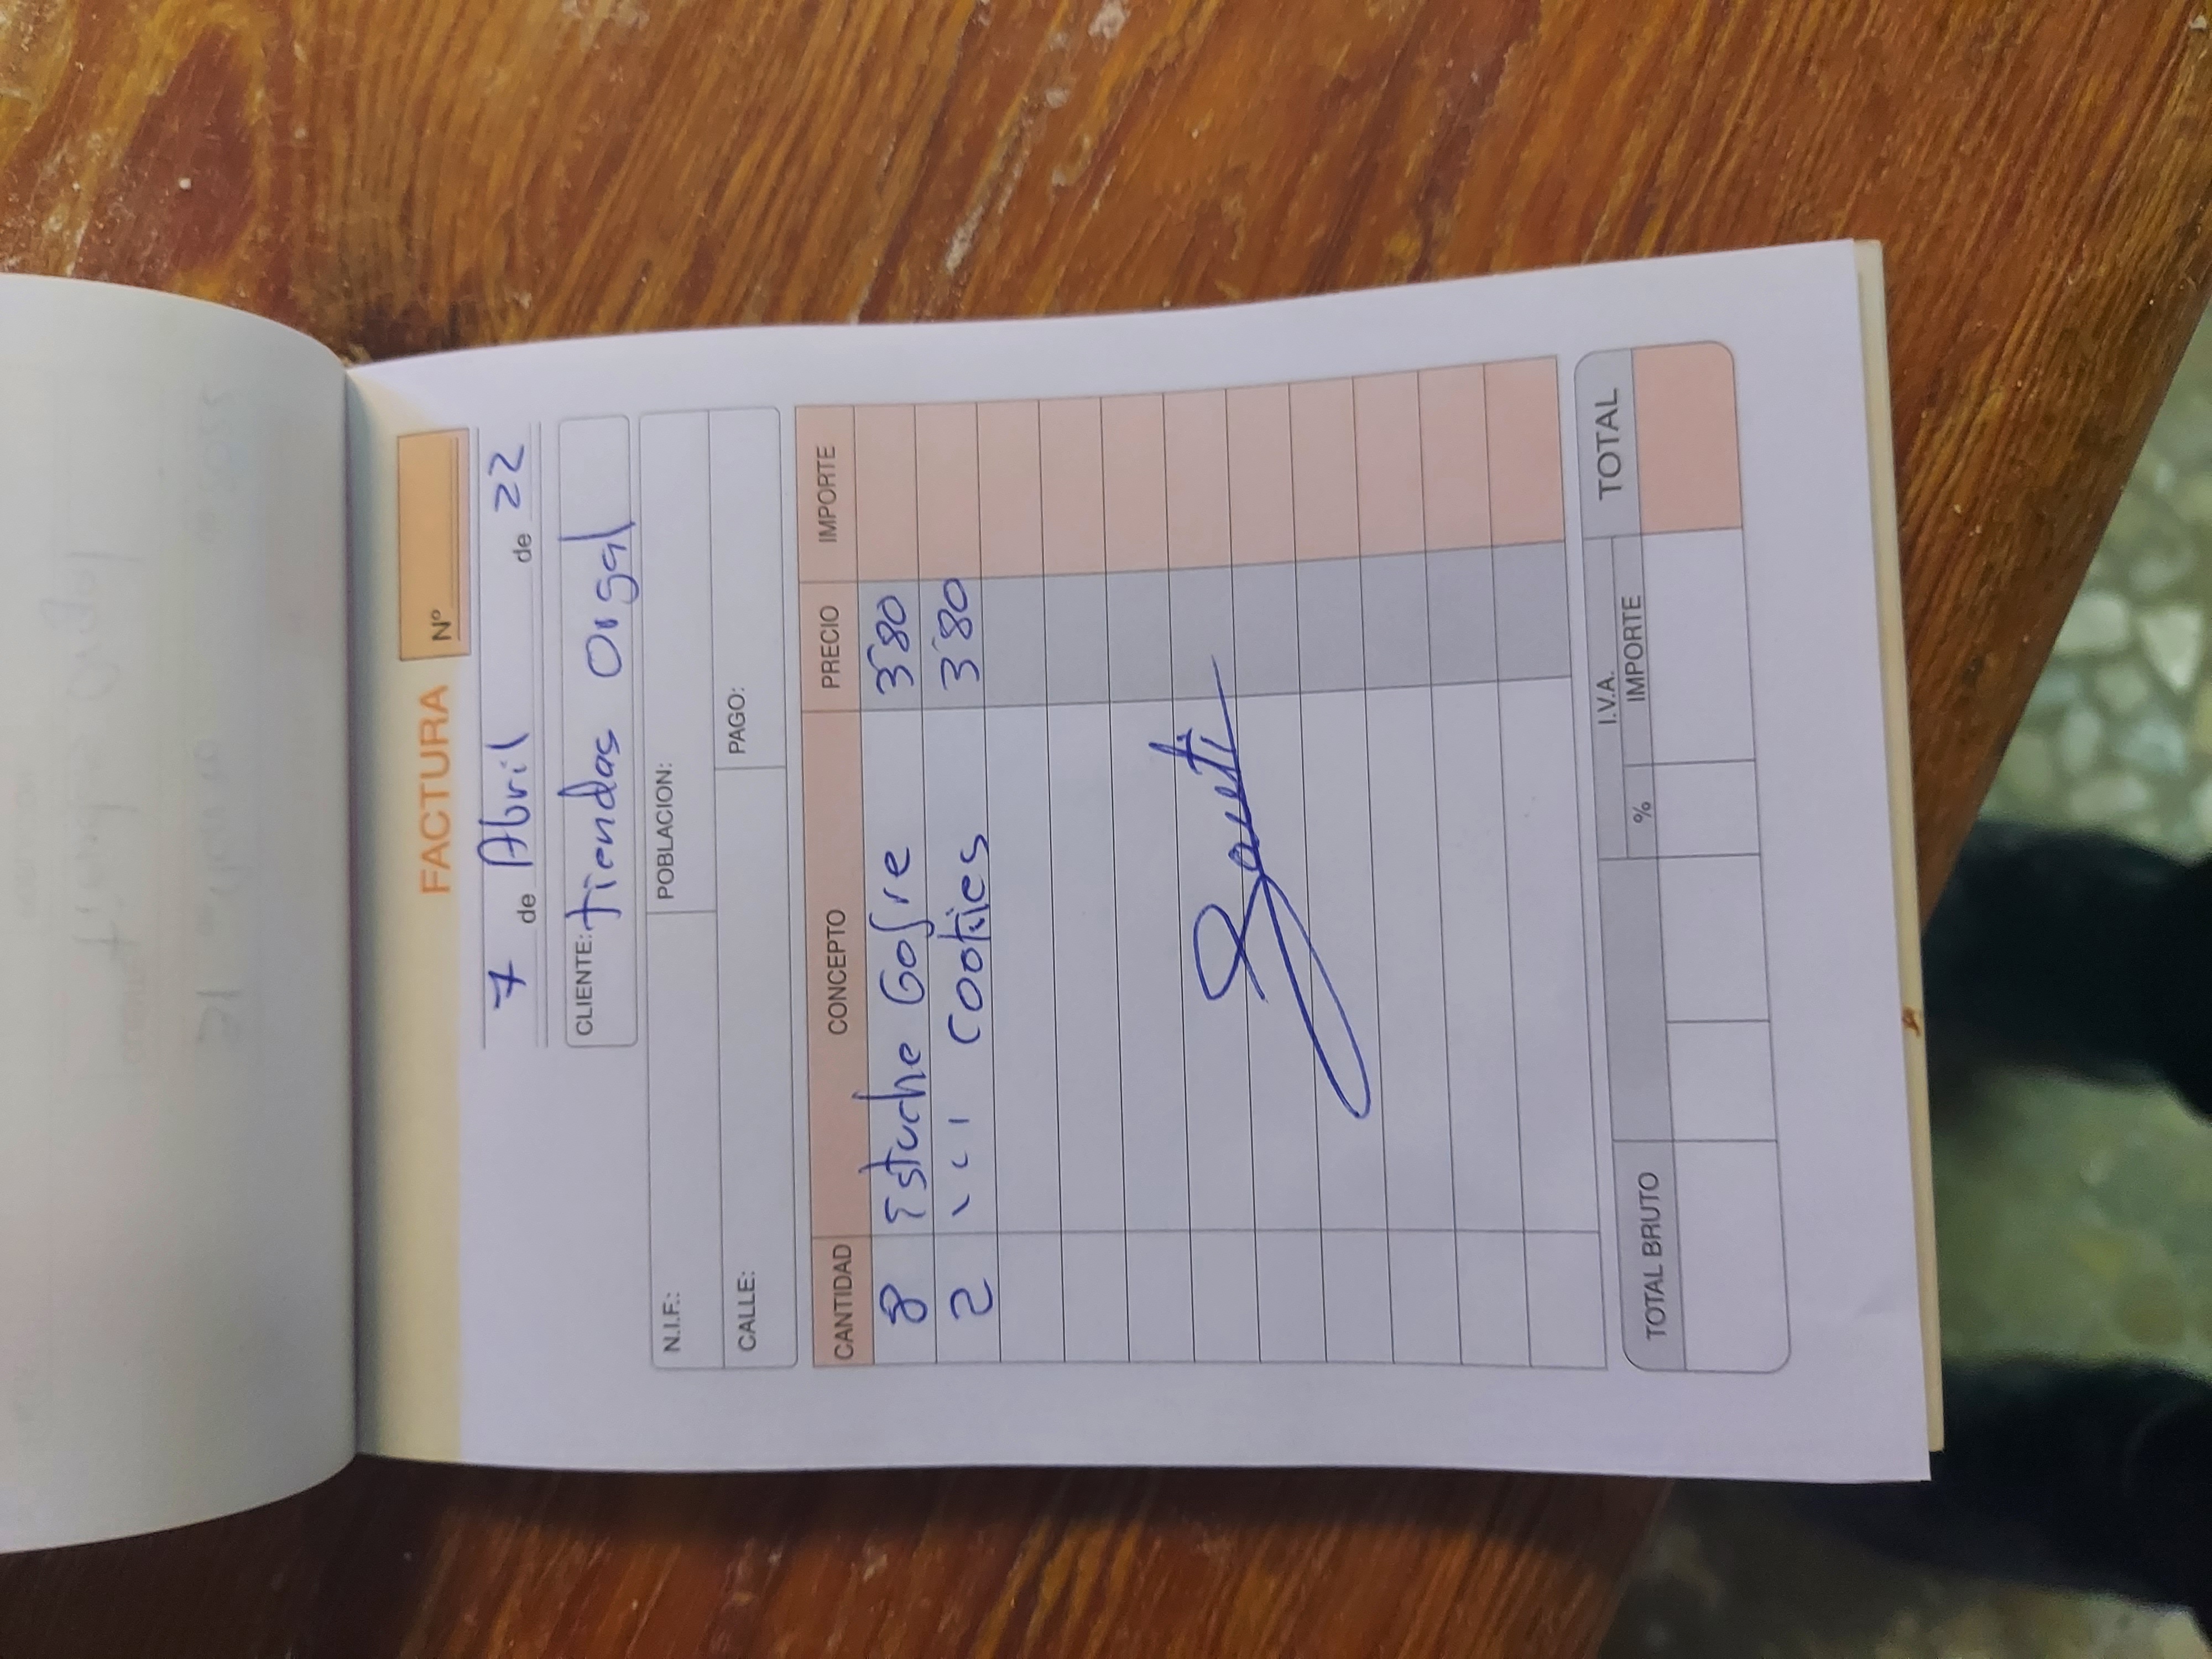 FACTURA Nº
7 de Abril de 22
CLIENTE: Tiendas Orgal
N.I.F.: POBLACION:
CALLE: PAGO:
CANTIDAD CONCEPTO PRECIO IMPORTE
8 Estuche Gofre 3'80
2 \ \ \ \ Cookies 3'80
I.V.A. TOTAL
TOTAL BRUTO % IMPORTE